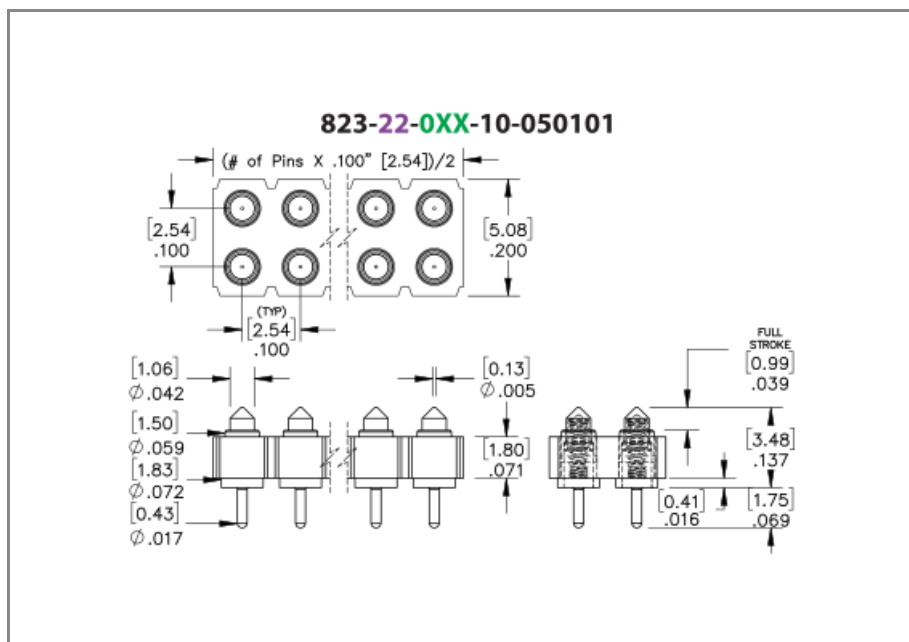 823-22-0XX-10-050101
(# of Pins X .100" [2.54])/2
[2.54]
.100
[5.08]
.200
(TYP)
[2.54]
.100
FULL
STROKE
[0.99]
.039
[1.06]
Ø.042
[0.13]
Ø.005
[1.50]
Ø.059
[1.80]
.071
[3.48]
.137
[1.83]
Ø.072
[0.41]
.016
[1.75]
.069
[0.43]
Ø.017